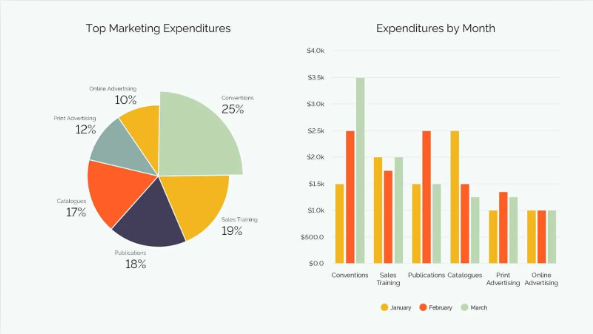 Top Marketing Expenditures
Expenditures by Month
Online Advertising
10%
Conventions
25%
Print Advertising
12%
Catalogues
17%
Sales Training
19%
Publications
18%
$4.0k
$3.5k
$3.0k
$2.5k
$2.0k
$1.5k
$1.0k
$500.0
$0.0
Conventions
Sales
Training
Publications
Catalogues
Print
Advertising
Online
Advertising
January
February
March